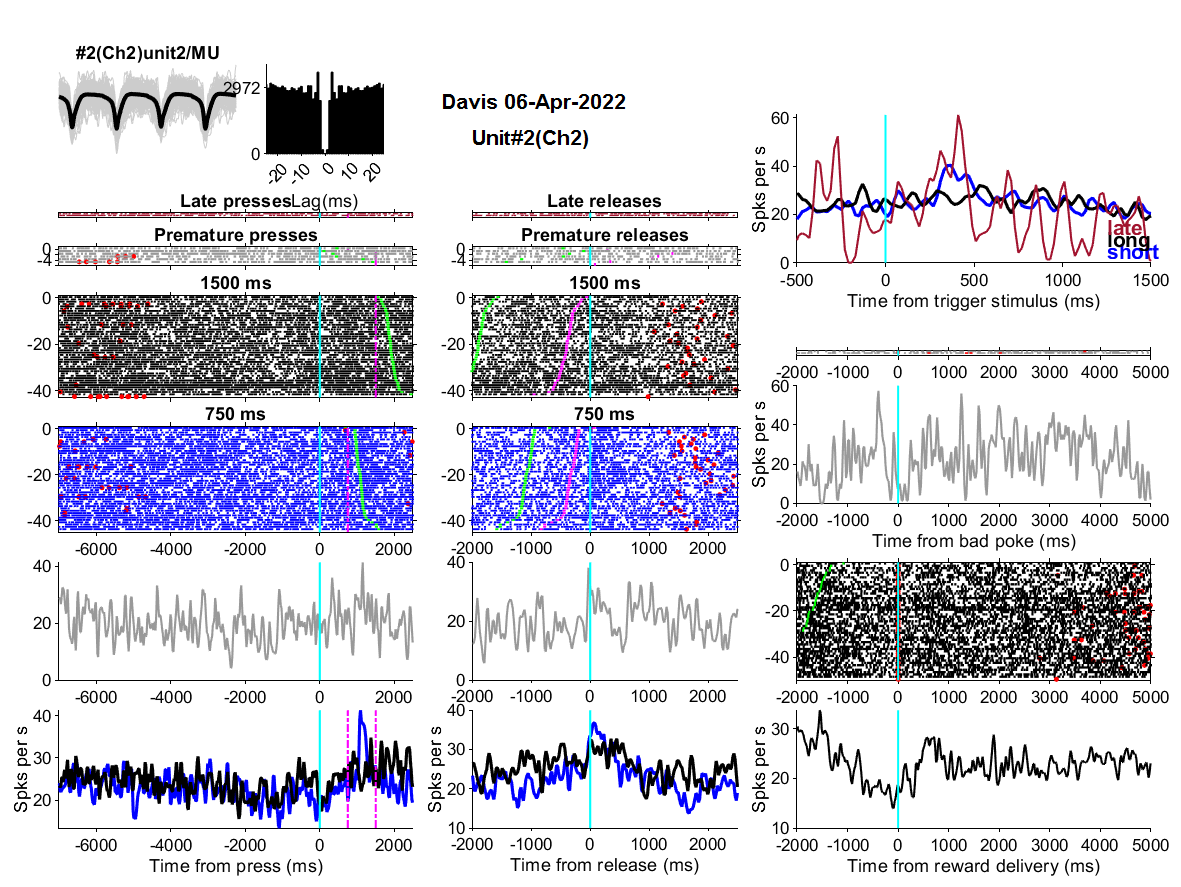 #2(Ch2)unit2/MU
2972
0
-20 -10 0 10 20
Lag(ms)
Davis 06-Apr-2022
Unit#2(Ch2)
Late presses
Premature presses
0
-4
1500 ms
0
-20
-40
750 ms
0
-20
-40
-6000 -4000 -2000 0 2000
40
20
0
-6000 -4000 -2000 0 2000
Spks per s
40
30
20
-6000 -4000 -2000 0 2000
Time from press (ms)
Late releases
Premature releases
0
-4
1500 ms
0
-20
-40
750 ms
0
-20
-40
-2000 -1000 0 1000 2000
40
20
0
-2000 -1000 0 1000 2000
Spks per s
40
30
20
10
-2000 -1000 0 1000 2000
Time from release (ms)
Spks per s
60
40
20
0
late
long
short
-500 0 500 1000 1500
Time from trigger stimulus (ms)
-2000 -1000 0 1000 2000 3000 4000 5000
Spks per s
60
40
20
0
-2000 -1000 0 1000 2000 3000 4000 5000
Time from bad poke (ms)
0
-20
-40
-2000 -1000 0 1000 2000 3000 4000 5000
Spks per s
30
20
10
-2000 -1000 0 1000 2000 3000 4000 5000
Time from reward delivery (ms)